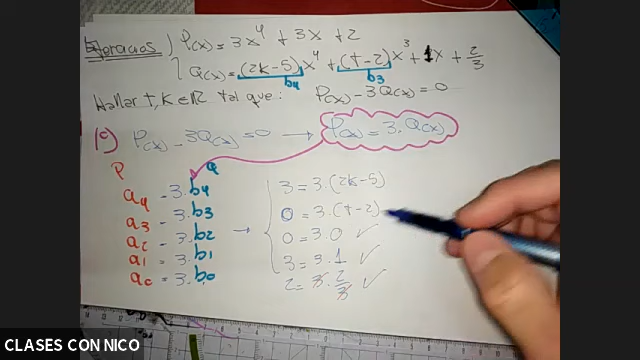 Ejercicios) P(x) = 3x⁴ + 3x + 2
Q(x) = (2k-5)x⁴ + (t-2)x³ + 1x + 2/3
b4 b3
Hallar t, k ∈ ℝ tal que: P(x) - 3Q(x) = 0
P(x) - 3Q(x) = 0 → P(x) = 3·Q(x)
P Q
a4 = 3·b4
a3 = 3·b3
a2 = 3·b2
a1 = 3·b1
a0 = 3·b0
→
3 = 3·(2k-5)
0 = 3·(t-2)
0 = 3·0 ✓
3 = 3·1 ✓
2 = 3·2/3 ✓
CLASES CON NICO